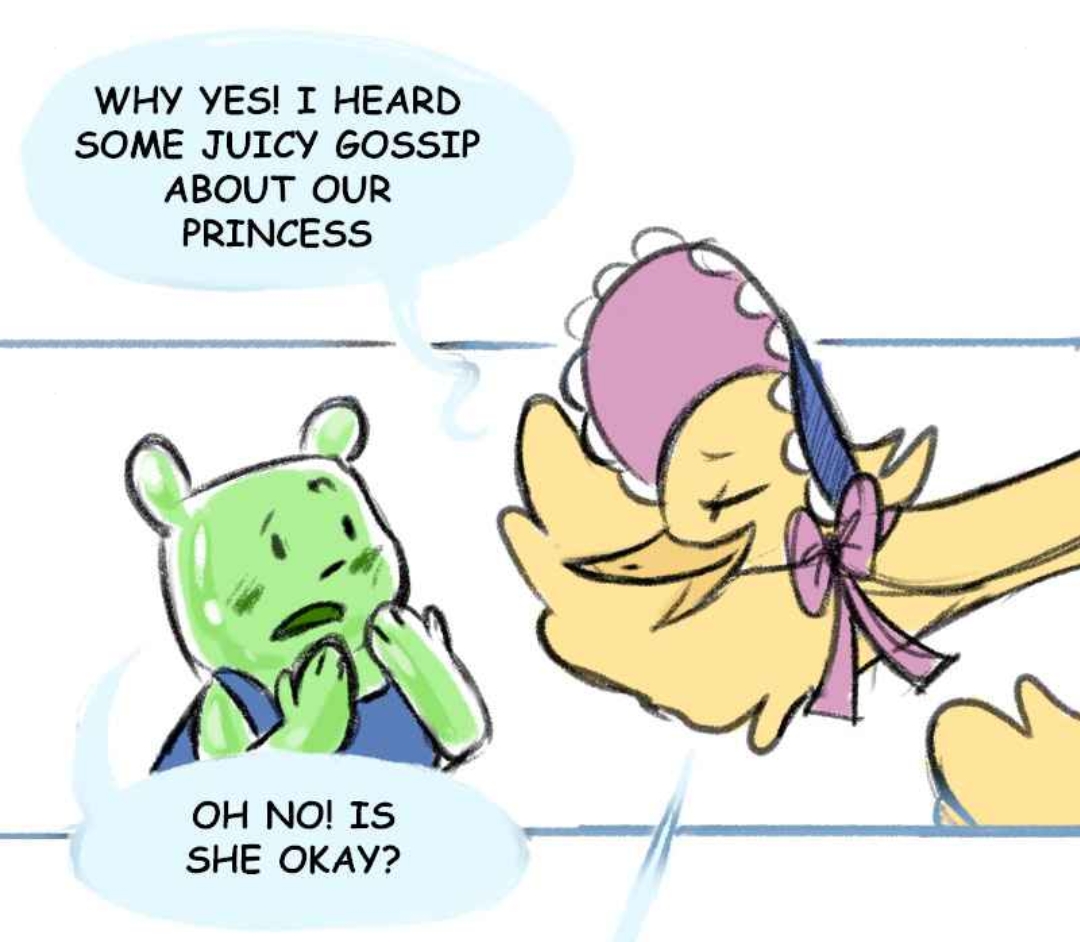 WHY YES! I HEARD
SOME JUICY GOSSIP
ABOUT OUR
PRINCESS
OH NO! IS
SHE OKAY?